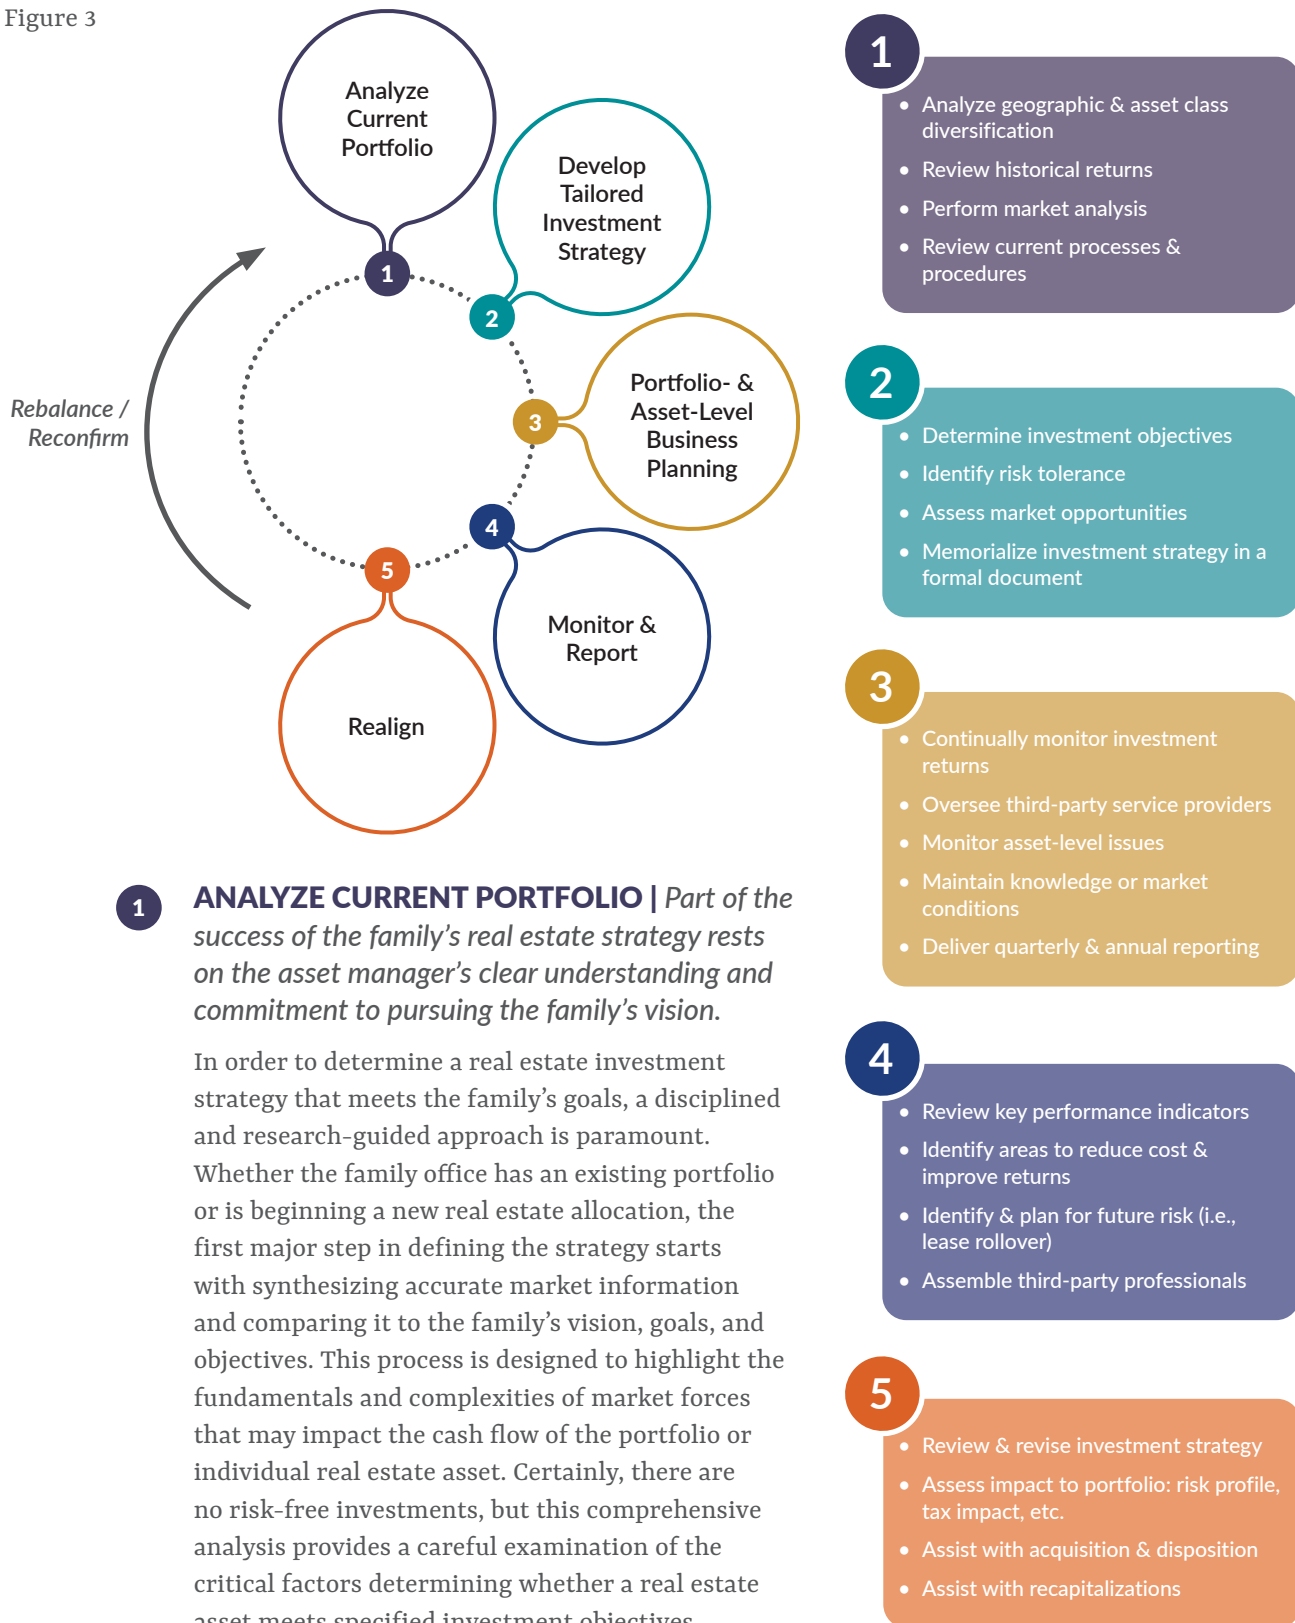 Figure 3
Analyze
Current
Portfolio
1
Develop
Tailored
Investment
Strategy
2
Portfolio- &
Asset-Level
Business
Planning
3
Monitor &
Report
4
Realign
5
Rebalance /
Reconfirm
1
ANALYZE CURRENT PORTFOLIO | Part of the
success of the family’s real estate strategy rests
on the asset manager’s clear understanding and
commitment to pursuing the family’s vision.
In order to determine a real estate investment
strategy that meets the family’s goals, a disciplined
and research-guided approach is paramount.
Whether the family office has an existing portfolio
or is beginning a new real estate allocation, the
first major step in defining the strategy starts
with synthesizing accurate market information
and comparing it to the family’s vision, goals, and
objectives. This process is designed to highlight the
fundamentals and complexities of market forces
that may impact the cash flow of the portfolio or
individual real estate asset. Certainly, there are
no risk-free investments, but this comprehensive
analysis provides a careful examination of the
critical factors determining whether a real estate
asset meets specified investment objectives
1
• Analyze geographic & asset class
diversification
• Review historical returns
• Perform market analysis
• Review current processes &
procedures
2
• Determine investment objectives
• Identify risk tolerance
• Assess market opportunities
• Memorialize investment strategy in a
formal document
3
• Continually monitor investment
returns
• Oversee third-party service providers
• Monitor asset-level issues
• Maintain knowledge or market
conditions
• Deliver quarterly & annual reporting
4
• Review key performance indicators
• Identify areas to reduce cost &
improve returns
• Identify & plan for future risk (i.e.,
lease rollover)
• Assemble third-party professionals
5
• Review & revise investment strategy
• Assess impact to portfolio: risk profile,
tax impact, etc.
• Assist with acquisition & disposition
• Assist with recapitalizations